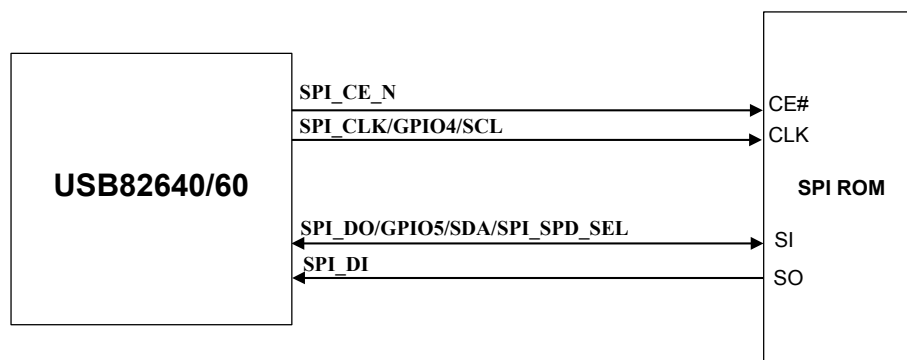 SPI_CE_N
CE#
SPI_CLK/GPIO4/SCL
CLK
USB82640/60
SPI ROM
SPI_DO/GPIO5/SDA/SPI_SPD_SEL
SI
SPI_DI
SO